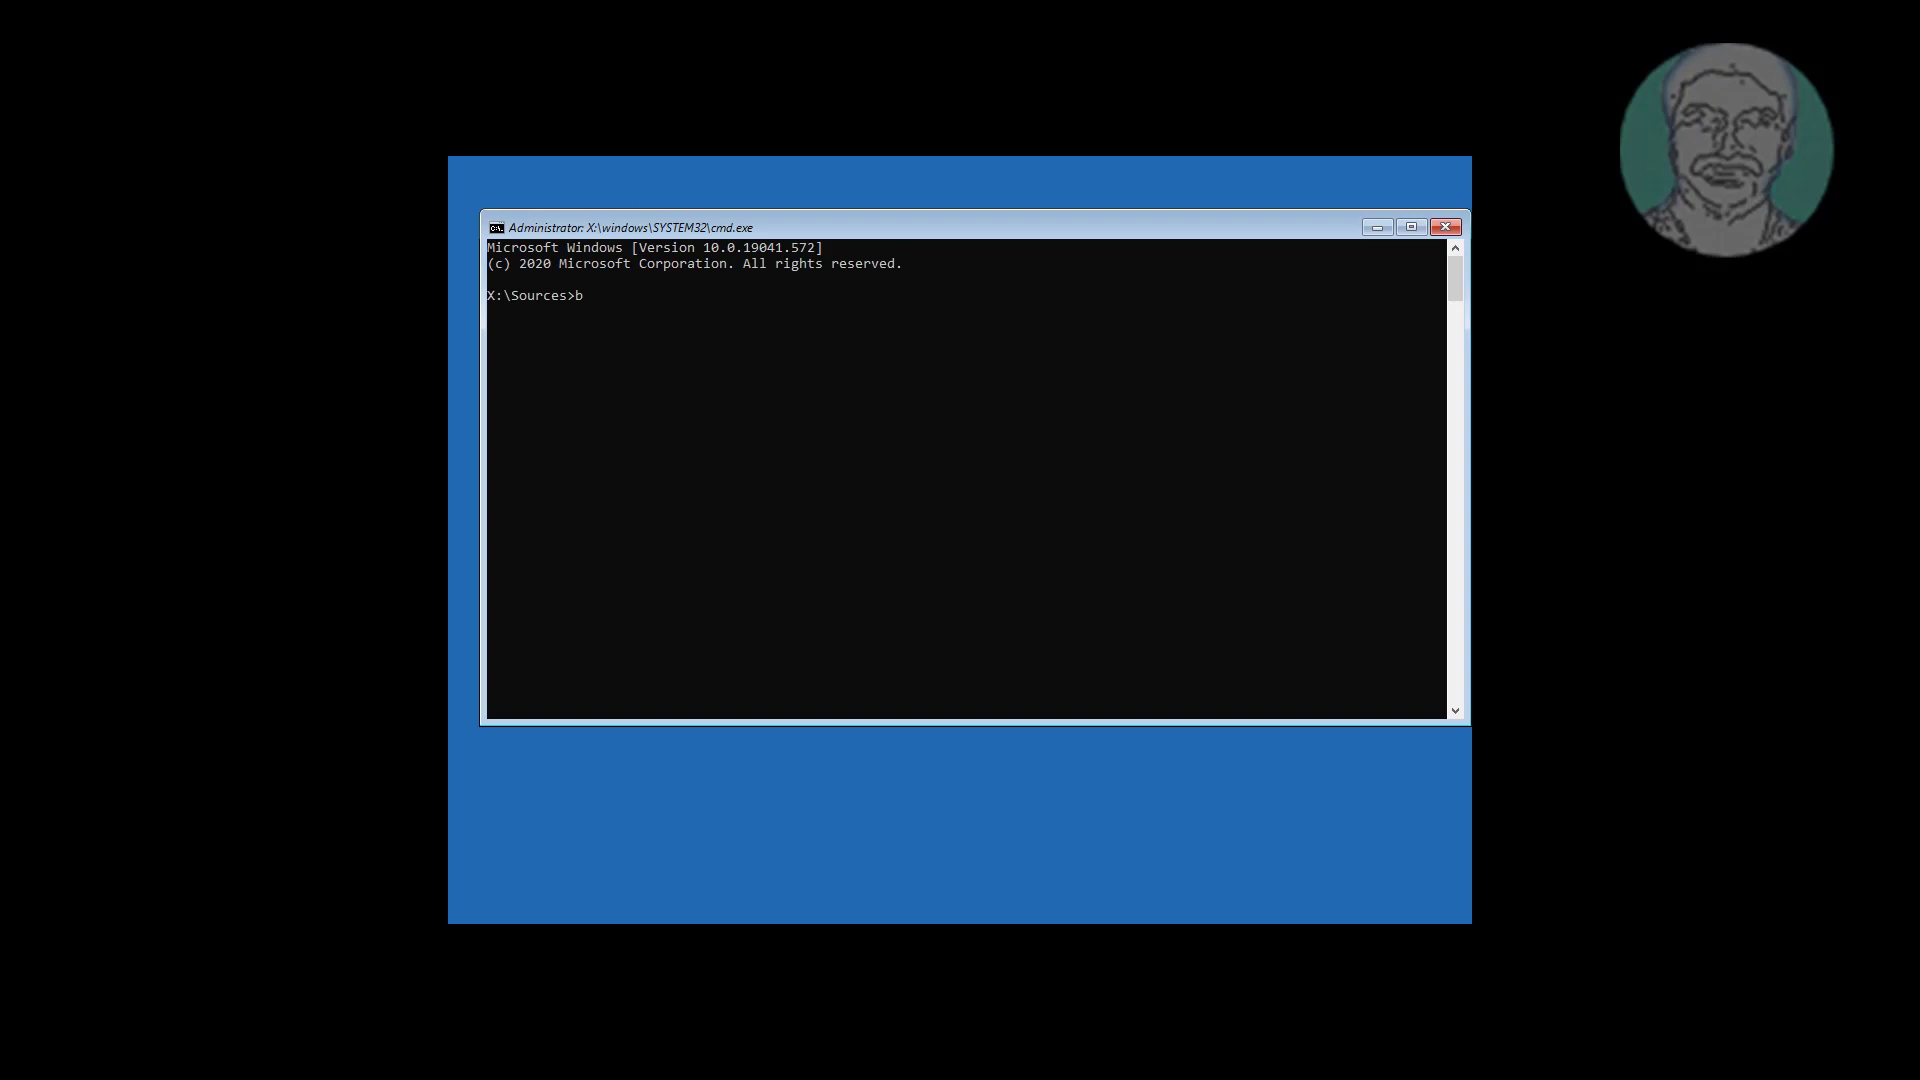 Administrator: X:\windows\SYSTEM32\cmd.exe
Microsoft Windows [Version 10.0.19041.572]
(c) 2020 Microsoft Corporation. All rights reserved.
X:\Sources>b